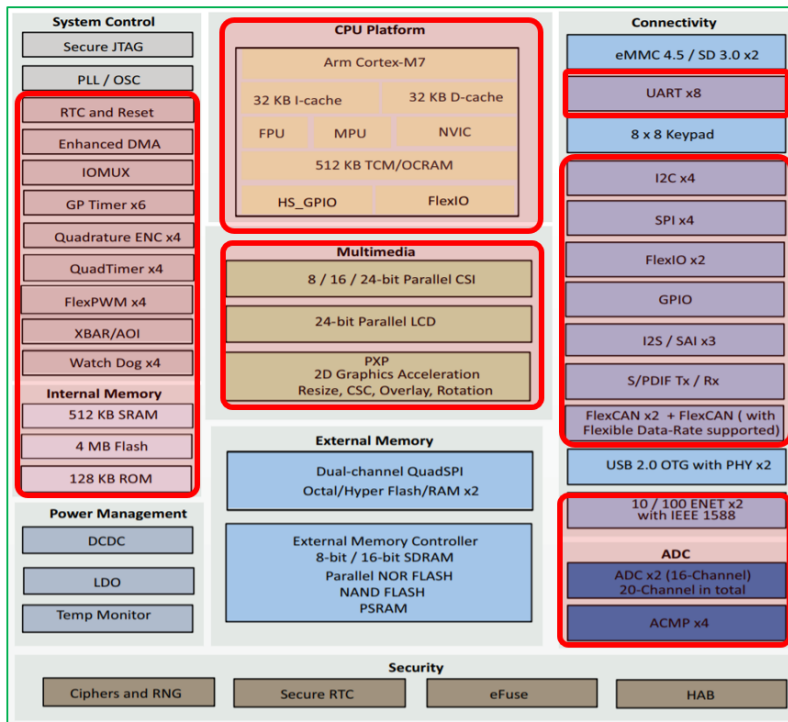 System Control
Secure JTAG
PLL / OSC
RTC and Reset
Enhanced DMA
IOMUX
GP Timer x6
Quadrature ENC x4
QuadTimer x4
FlexPWM x4
XBAR/AOI
Watch Dog x4
Internal Memory
512 KB SRAM
4 MB Flash
128 KB ROM
Power Management
DCDC
LDO
Temp Monitor
CPU Platform
Arm Cortex-M7
32 KB I-cache
32 KB D-cache
FPU
MPU
NVIC
512 KB TCM/OCRAM
HS_GPIO
FlexIO
Multimedia
8 / 16 / 24-bit Parallel CSI
24-bit Parallel LCD
PXP
2D Graphics Acceleration
Resize, CSC, Overlay, Rotation
External Memory
Dual-channel QuadSPI
Octal/Hyper Flash/RAM x2
External Memory Controller
8-bit / 16-bit SDRAM
Parallel NOR FLASH
NAND FLASH
PSRAM
Connectivity
eMMC 4.5 / SD 3.0 x2
UART x8
8 x 8 Keypad
I2C x4
SPI x4
FlexIO x2
GPIO
I2S / SAI x3
S/PDIF Tx / Rx
FlexCAN x2 + FlexCAN ( with
Flexible Data-Rate supported)
USB 2.0 OTG with PHY x2
10 / 100 ENET x2
with IEEE 1588
ADC
ADC x2 (16-Channel)
20-Channel in total
ACMP x4
Security
Ciphers and RNG
Secure RTC
eFuse
HAB